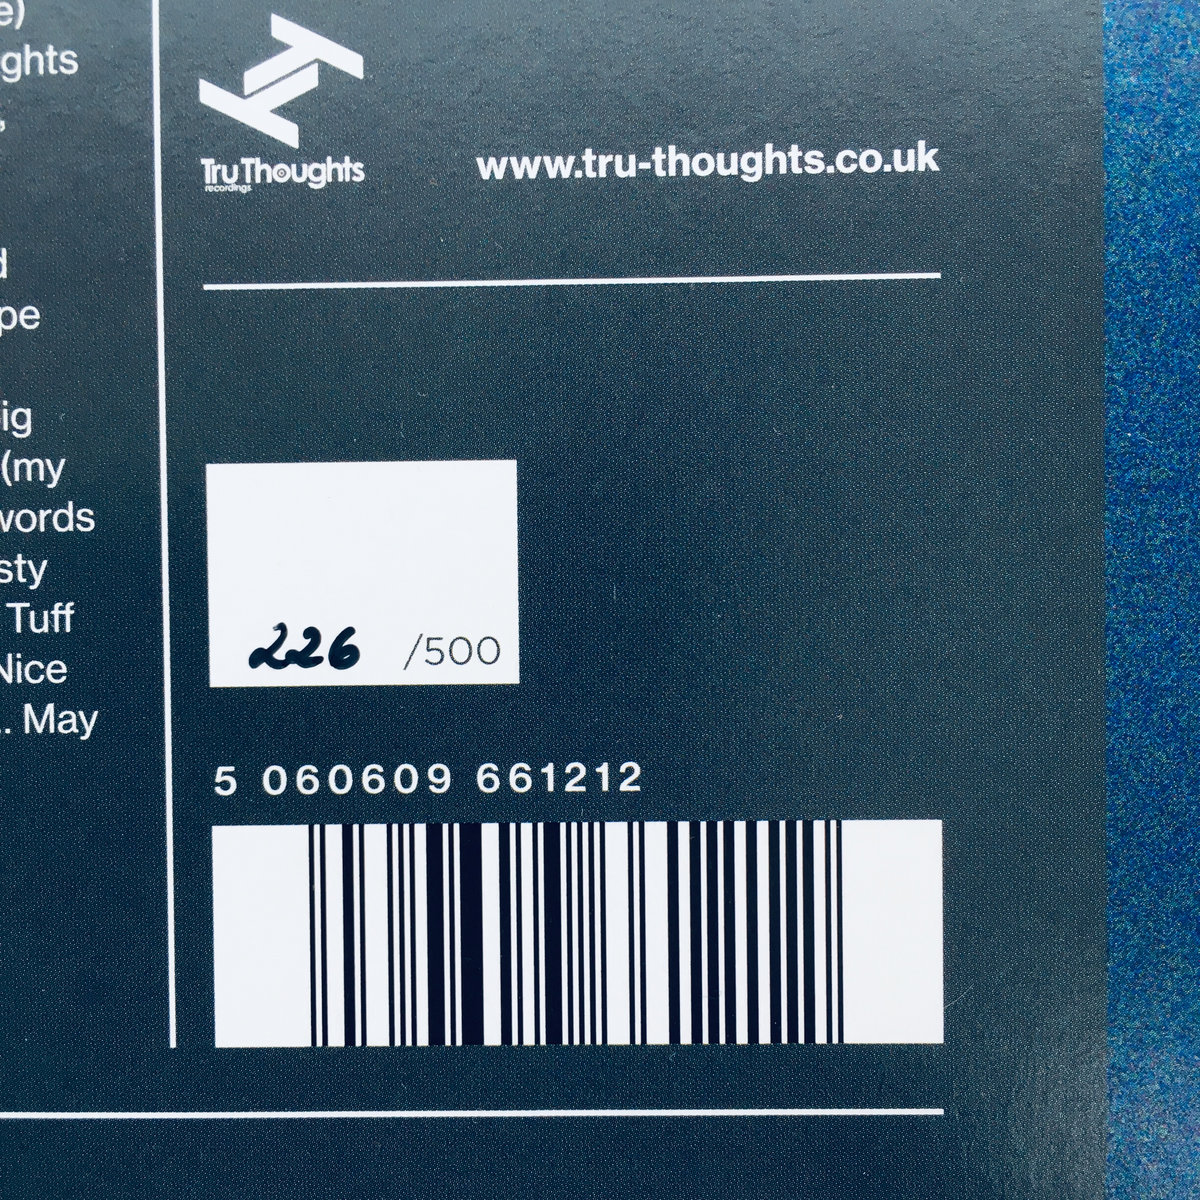 e)
ghts
,
d
pe
ig
(my
words
sty
Tuff
Nice
. May
Tru Thoughts
recordings
www.tru-thoughts.co.uk
226 /500
5 060609 661212